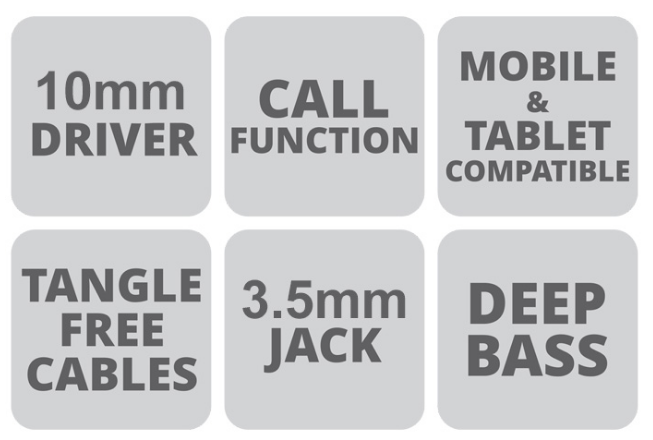 10mm
DRIVER
CALL
FUNCTION
MOBILE
&
TABLET
COMPATIBLE
TANGLE
FREE
CABLES
3.5mm
JACK
DEEP
BASS